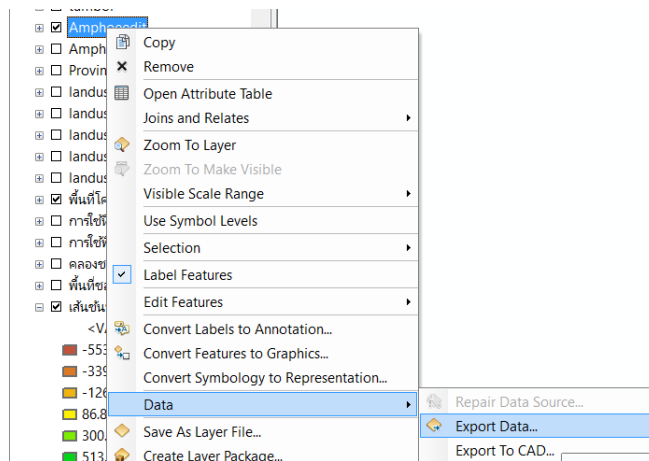 Amphoeedit
Copy
Remove
Open Attribute Table
Joins and Relates
Zoom To Layer
Zoom To Make Visible
Visible Scale Range
Use Symbol Levels
Selection
Label Features
Edit Features
Convert Labels to Annotation...
Convert Features to Graphics...
Convert Symbology to Representation...
Data
Save As Layer File...
Create Layer Package...
Repair Data Source...
Export Data...
Export To CAD...
Amph
Provin
landus
landus
landus
landus
landus
พื้นที่โค
การใช้ที
การใช้ที
คลองช
พื้นที่ชล
เส้นชั้น
<VA
-553
-339
-126
86.8
300.
513.